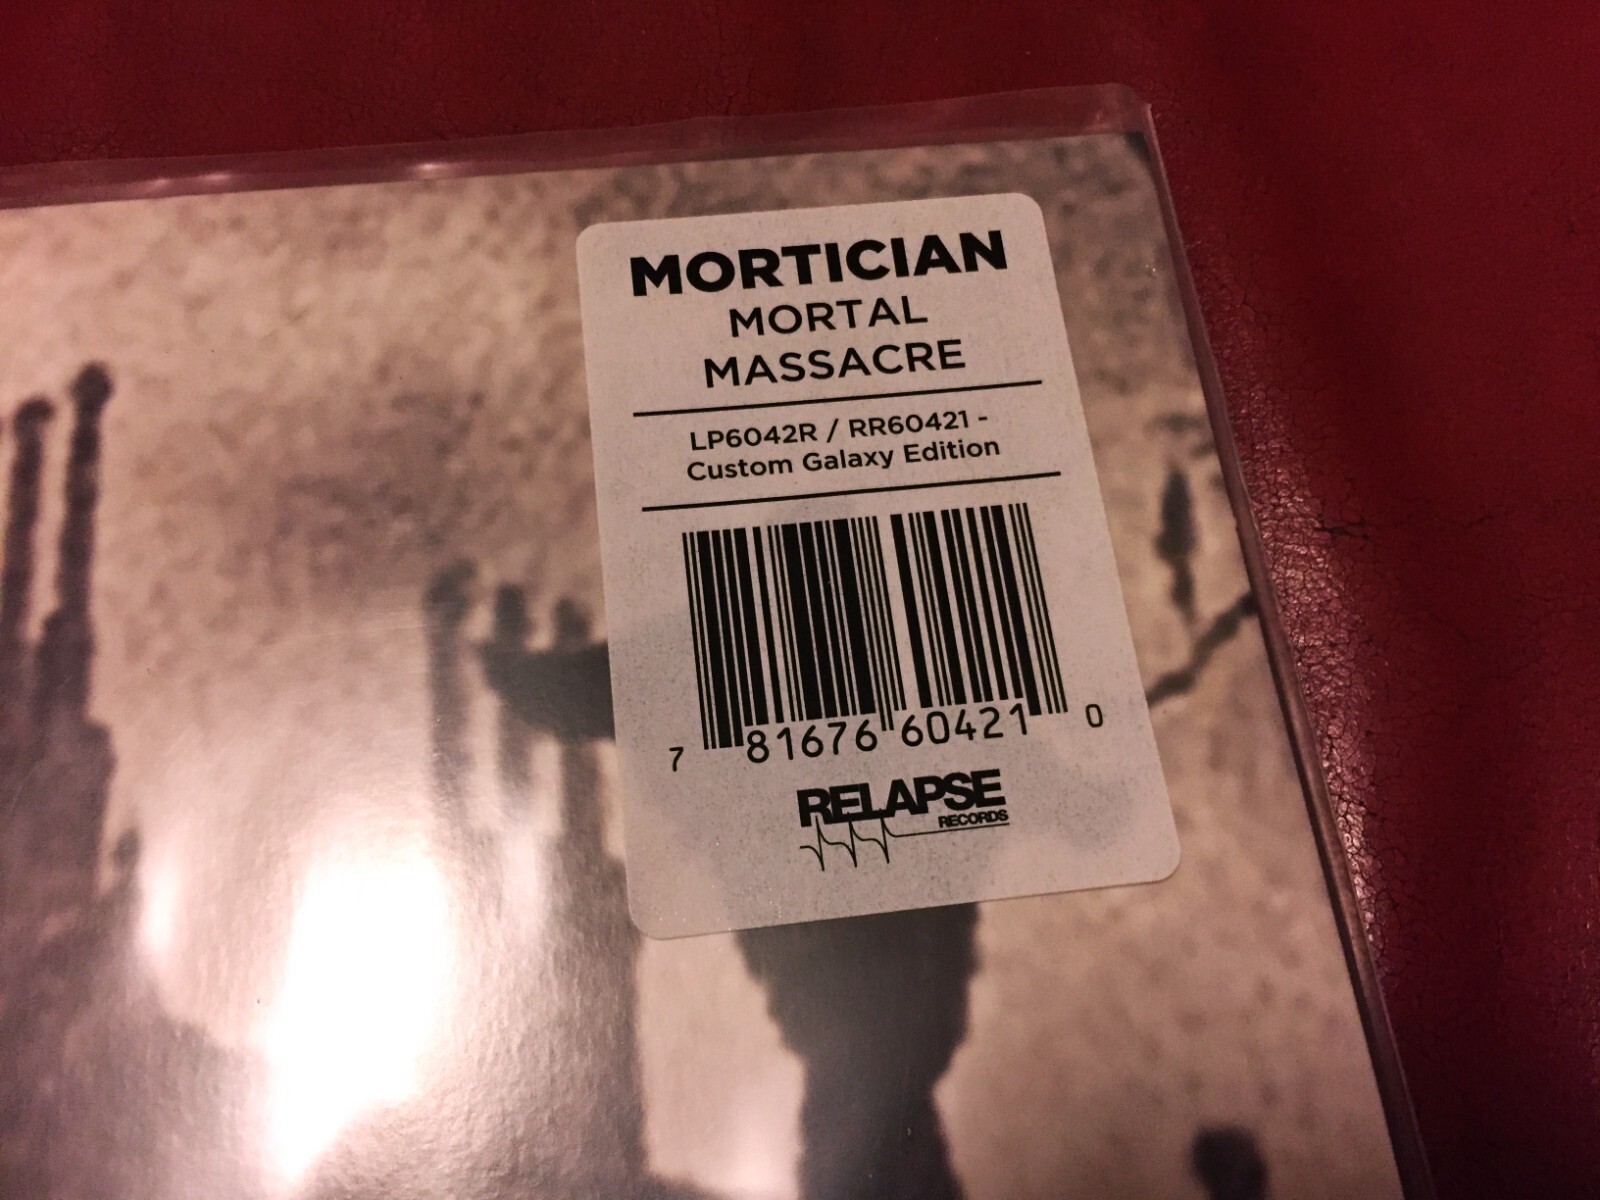 MORTICIAN
MORTAL
MASSACRE
LP6042R / RR60421 -
Custom Galaxy Edition
7 81676 60421 0
RELAPSE
RECORDS